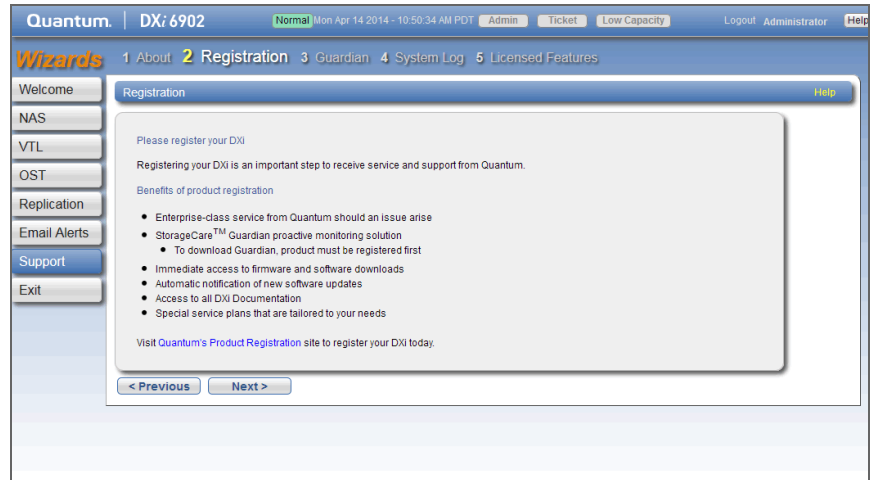 Quantum. DXi 6902 Normal Mon Apr 14 2014 - 10:50:34 AM PDT Admin Ticket Low Capacity Logout Administrator Help
Wizards 1 About 2 Registration 3 Guardian 4 System Log 5 Licensed Features
Welcome
NAS
VTL
OST
Replication
Email Alerts
Support
Exit
Registration Help
Please register your DXi
Registering your DXi is an important step to receive service and support from Quantum.
Benefits of product registration
• Enterprise-class service from Quantum should an issue arise
• StorageCare™ Guardian proactive monitoring solution
• To download Guardian, product must be registered first
• Immediate access to firmware and software downloads
• Automatic notification of new software updates
• Access to all DXi Documentation
• Special service plans that are tailored to your needs
Visit Quantum's Product Registration site to register your DXi today.
< Previous Next >